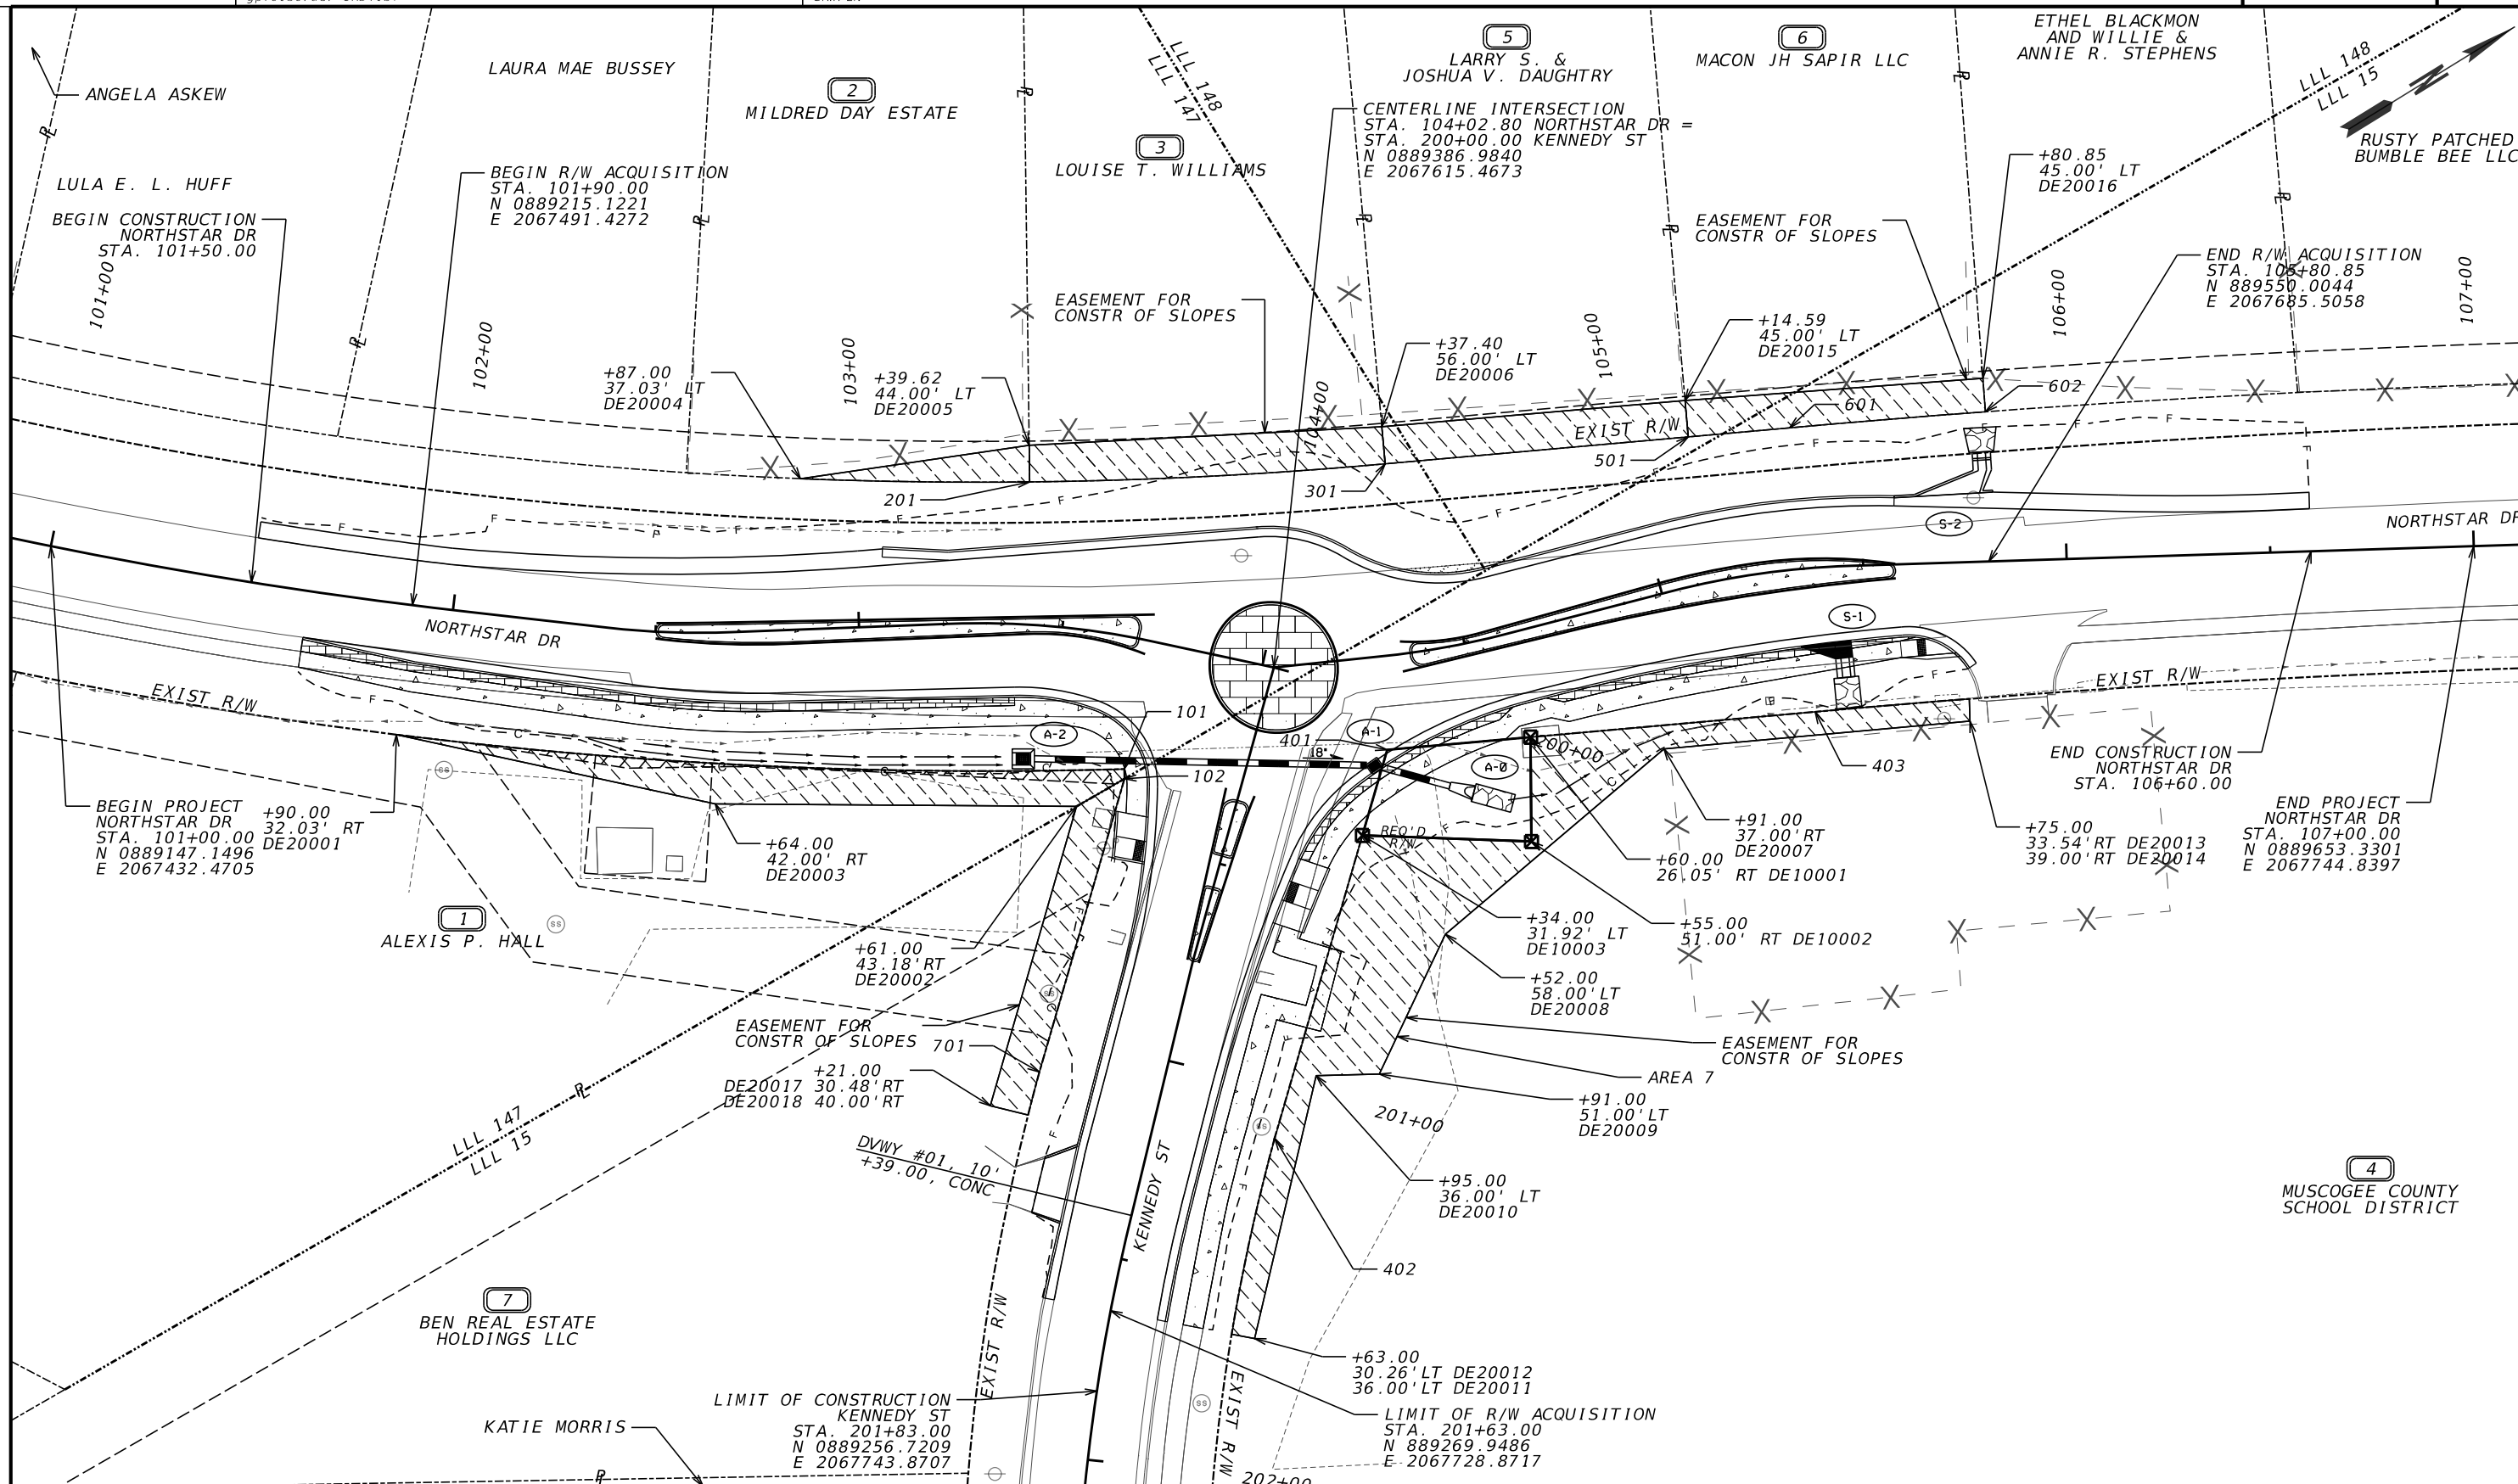 ANGELA ASKEW
LAURA MAE BUSSEY
2
MILDRED DAY ESTATE
3
LOUISE T. WILLIAMS
LLL 148
LLL 147
5
LARRY S. &
JOSHUA V. DAUGHTRY
6
MACON JH SAPIR LLC
ETHEL BLACKMON
AND WILLIE &
ANNIE R. STEPHENS
LLL 148
LLL 15
N
RUSTY PATCHED
BUMBLE BEE LLC
LULA E. L. HUFF
BEGIN CONSTRUCTION
NORTHSTAR DR
STA. 101+50.00
BEGIN R/W ACQUISITION
STA. 101+90.00
N 0889215.1221
E 2067491.4272
CENTERLINE INTERSECTION
STA. 104+02.80 NORTHSTAR DR =
STA. 200+00.00 KENNEDY ST
N 0889386.9840
E 2067615.4673
+80.85
45.00' LT
DE20016
EASEMENT FOR
CONSTR OF SLOPES
END R/W ACQUISITION
STA. 105+80.85
N 889550.0044
E 2067685.5058
101+00
102+00
103+00
104+00
105+00
106+00
107+00
EASEMENT FOR
CONSTR OF SLOPES
+87.00
37.03' LT
DE20004
+39.62
44.00' LT
DE20005
+37.40
56.00' LT
DE20006
+14.59
45.00' LT
DE20015
602
601
EXIST R/W
501
301
201
S-2
NORTHSTAR DR
NORTHSTAR DR
S-1
EXIST R/W
EXIST R/W
101
A-2
102
401
A-1
18"
A-0
200+00
403
BEGIN PROJECT
NORTHSTAR DR
STA. 101+00.00
N 0889147.1496
E 2067432.4705
+90.00
32.03' RT
DE20001
+64.00
42.00' RT
DE20003
REQ'D
R/W
+91.00
37.00'RT
DE20007
+60.00
26.05' RT DE10001
+75.00
33.54'RT DE20013
39.00'RT DE20014
END CONSTRUCTION
NORTHSTAR DR
STA. 106+60.00
END PROJECT
NORTHSTAR DR
STA. 107+00.00
N 0889653.3301
E 2067744.8397
1
ALEXIS P. HALL
+61.00
43.18'RT
DE20002
+34.00
31.92' LT
DE10003
+55.00
51.00' RT DE10002
+52.00
58.00'LT
DE20008
EASEMENT FOR
CONSTR OF SLOPES
701
EASEMENT FOR
CONSTR OF SLOPES
AREA 7
+21.00
DE20017 30.48'RT
DE20018 40.00'RT
+91.00
51.00'LT
DE20009
201+00
LLL 147
LLL 15
DVWY #01, 10'
+39.00, CONC
KENNEDY ST
+95.00
36.00' LT
DE20010
4
MUSCOGEE COUNTY
SCHOOL DISTRICT
402
7
BEN REAL ESTATE
HOLDINGS LLC
EXIST R/W
EXIST R/W
+63.00
30.26'LT DE20012
36.00'LT DE20011
LIMIT OF CONSTRUCTION
KENNEDY ST
STA. 201+83.00
N 0889256.7209
E 2067743.8707
LIMIT OF R/W ACQUISITION
STA. 201+63.00
N 889269.9486
E 2067728.8717
KATIE MORRIS
202+00